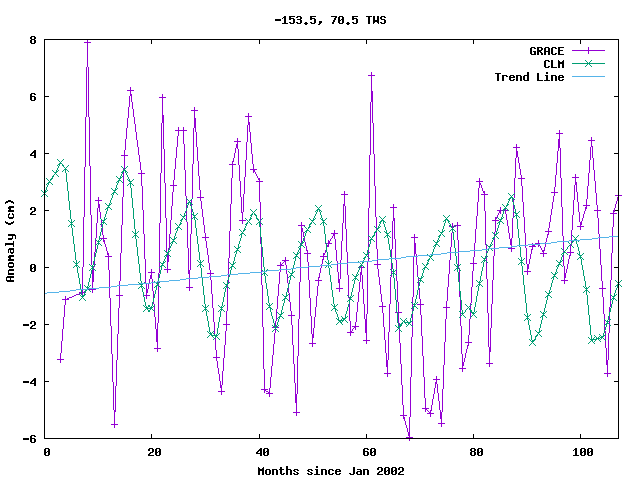 -153.5, 70.5 TWS
GRACE
CLM
Trend Line
Anomaly (cm)
8
6
4
2
0
-2
-4
-6
0 20 40 60 80 100
Months since Jan 2002